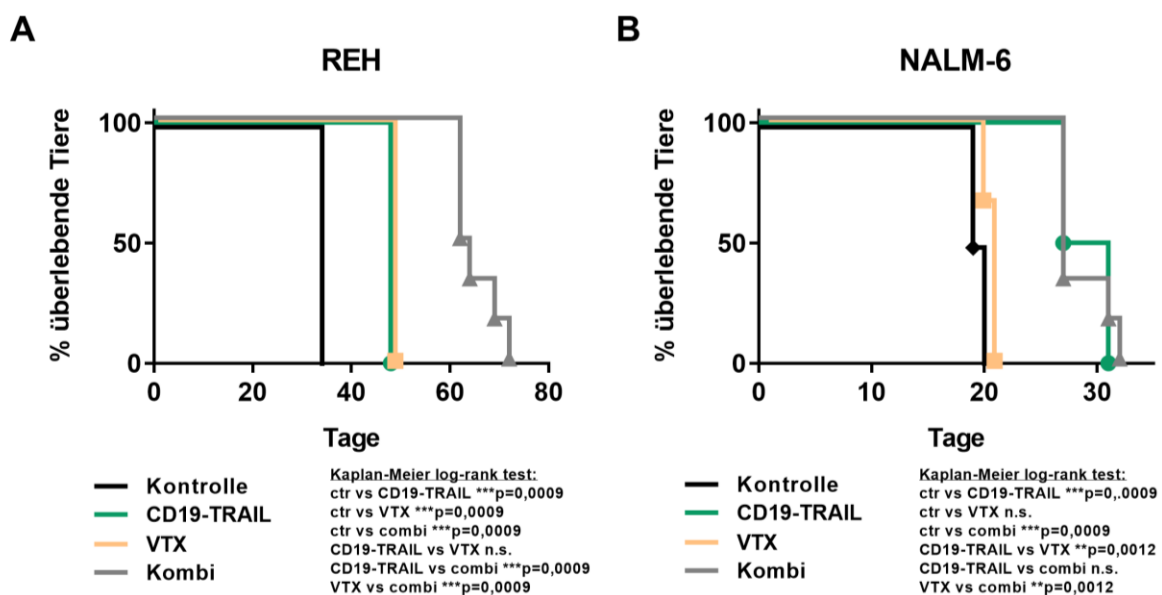 A
REH
% überlebende Tiere
100
50
0
0 20 40 60 80
Tage
Kontrolle
CD19-TRAIL
VTX
Kombi
Kaplan-Meier log-rank test:
ctr vs CD19-TRAIL ***p=0,0009
ctr vs VTX ***p=0,0009
ctr vs combi ***p=0,0009
CD19-TRAIL vs VTX n.s.
CD19-TRAIL vs combi ***p=0,0009
VTX vs combi ***p=0,0009
B
NALM-6
% überlebende Tiere
100
50
0
0 10 20 30
Tage
Kontrolle
CD19-TRAIL
VTX
Kombi
Kaplan-Meier log-rank test:
ctr vs CD19-TRAIL ***p=0,.0009
ctr vs VTX n.s.
ctr vs combi ***p=0,0009
CD19-TRAIL vs VTX **p=0,0012
CD19-TRAIL vs combi n.s.
VTX vs combi **p=0,0012